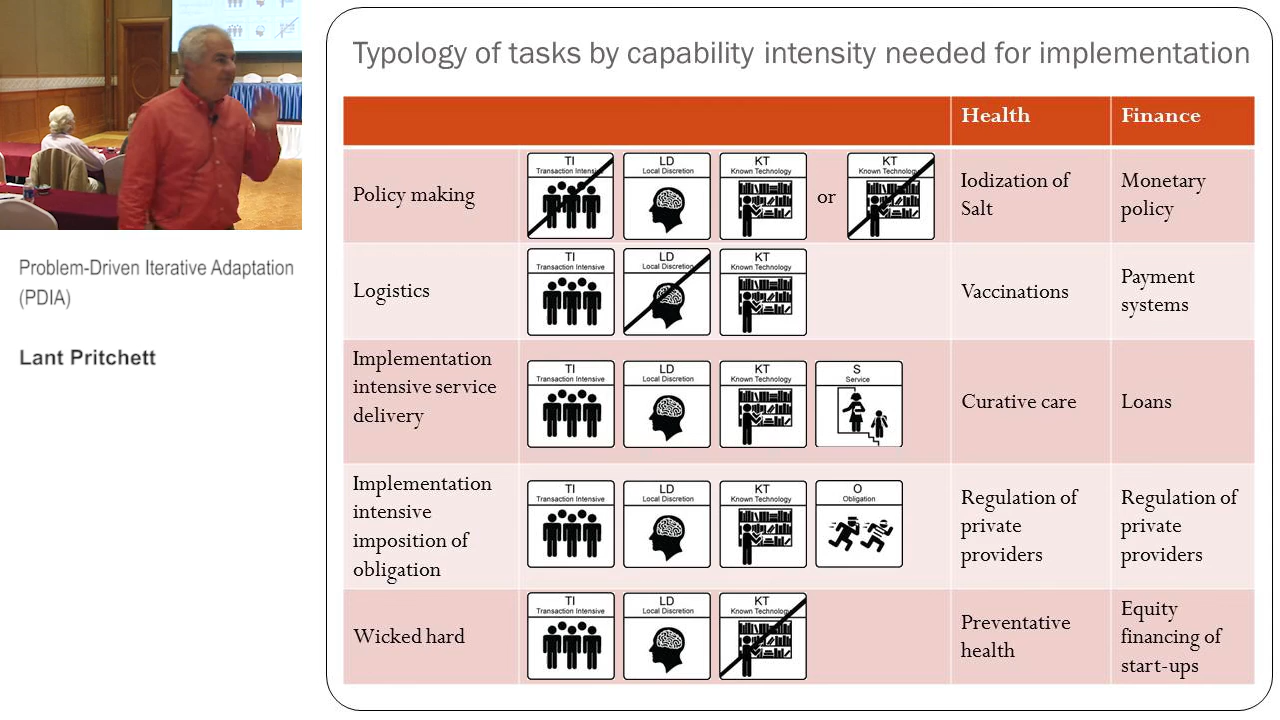 Problem-Driven Iterative Adaptation
(PDIA)
Lant Pritchett
Typology of tasks by capability intensity needed for implementation
Health
Finance
Policy making
TI
Transaction Intensive
LD
Local Discretion
KT
Known Technology
or
KT
Known Technology
Iodization of
Salt
Monetary
policy
Logistics
TI
Transaction Intensive
LD
Local Discretion
KT
Known Technology
Vaccinations
Payment
systems
Implementation
intensive service
delivery
TI
Transaction Intensive
LD
Local Discretion
KT
Known Technology
S
Service
Curative care
Loans
Implementation
intensive
imposition of
obligation
TI
Transaction Intensive
LD
Local Discretion
KT
Known Technology
O
Obligation
Regulation of
private
providers
Regulation of
private
providers
Wicked hard
TI
Transaction Intensive
LD
Local Discretion
KT
Known Technology
Preventative
health
Equity
financing of
start-ups